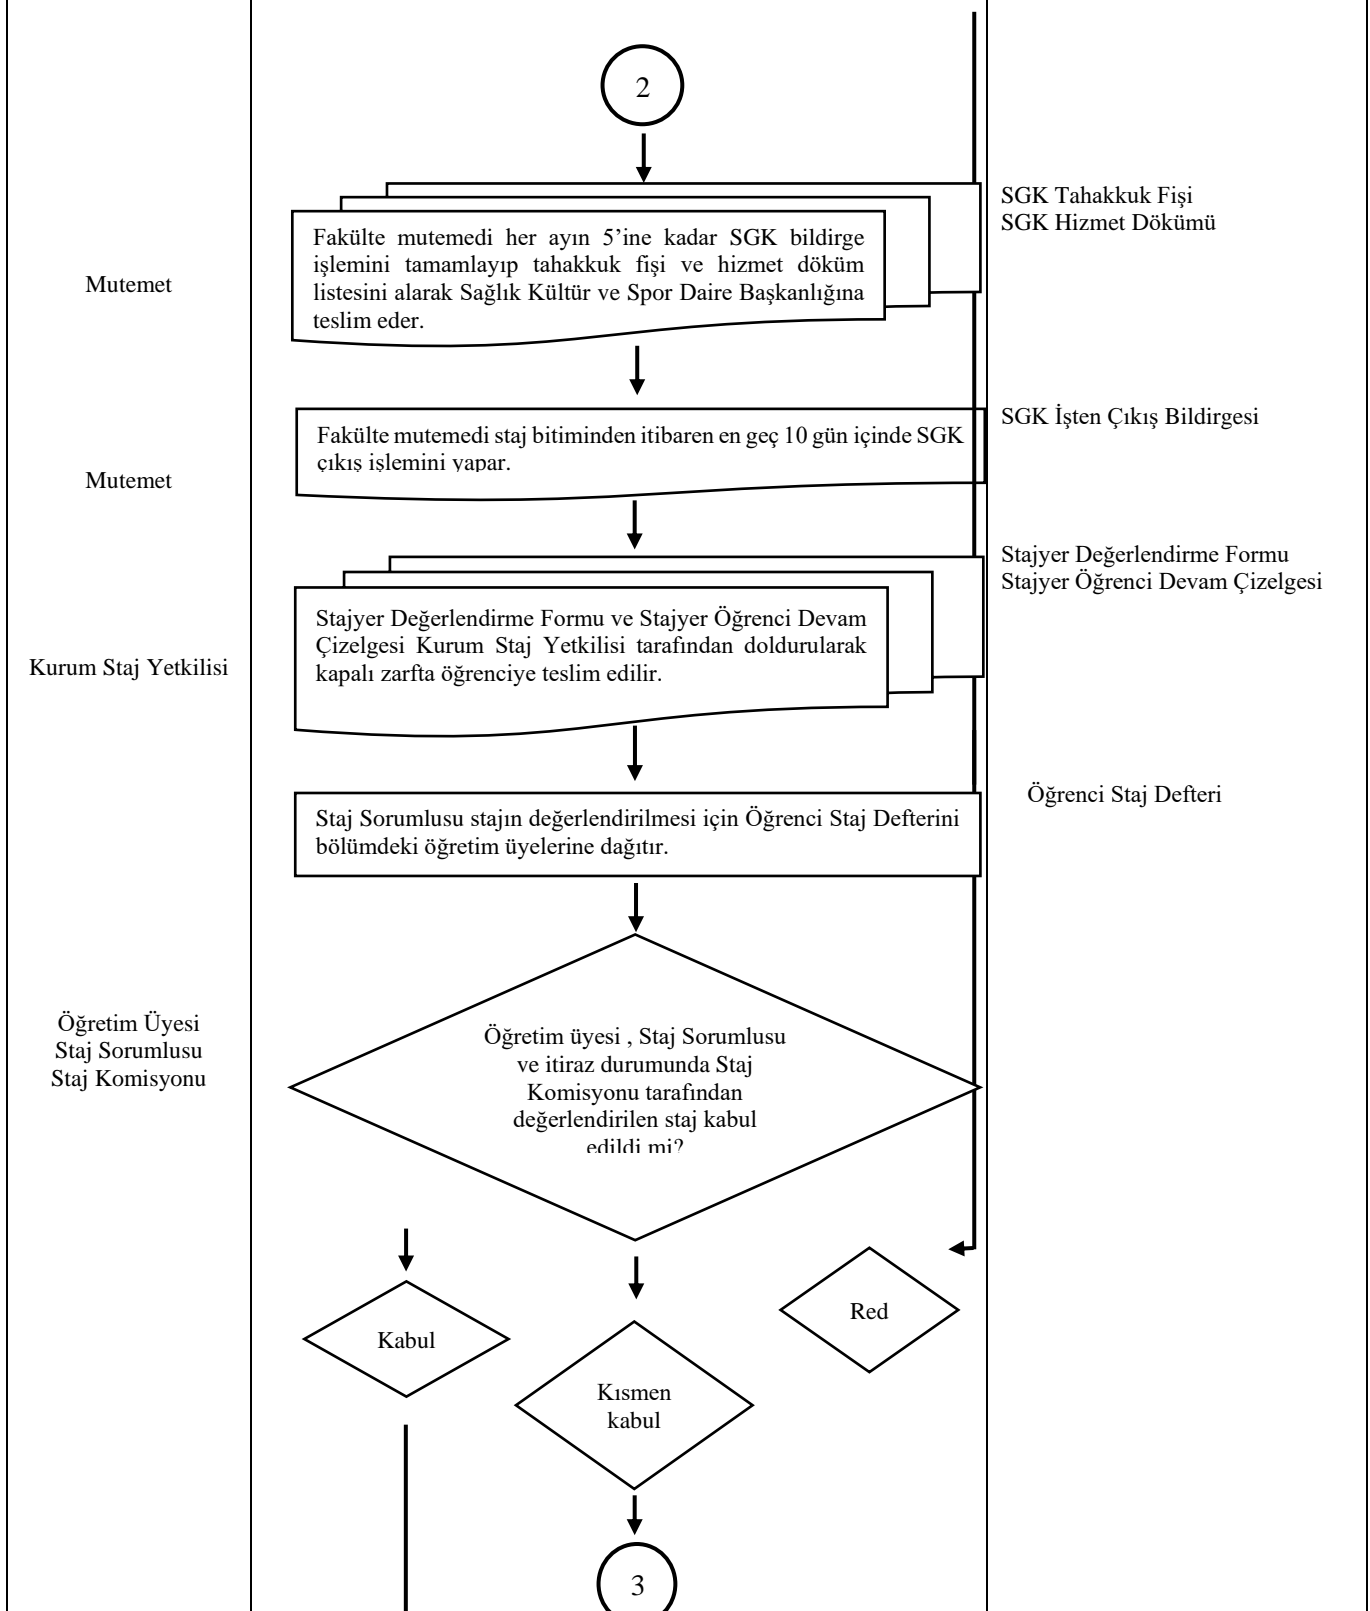 2
SGK Tahakkuk Fişi
SGK Hizmet Dökümü
Mutemet
Fakülte mutemedi her ayın 5’ine kadar SGK bildirge
işlemini tamamlayıp tahakkuk fişi ve hizmet döküm
listesini alarak Sağlık Kültür ve Spor Daire Başkanlığına
teslim eder.
SGK İşten Çıkış Bildirgesi
Mutemet
Fakülte mutemedi staj bitiminden itibaren en geç 10 gün içinde SGK
çıkış işlemini yapar.
Stajyer Değerlendirme Formu
Stajyer Öğrenci Devam Çizelgesi
Kurum Staj Yetkilisi
Stajyer Değerlendirme Formu ve Stajyer Öğrenci Devam
Çizelgesi Kurum Staj Yetkilisi tarafından doldurularak
kapalı zarfta öğrenciye teslim edilir.
Öğrenci Staj Defteri
Staj Sorumlusu stajın değerlendirilmesi için Öğrenci Staj Defterini
bölümdeki öğretim üyelerine dağıtır.
Öğretim Üyesi
Staj Sorumlusu
Staj Komisyonu
Öğretim üyesi , Staj Sorumlusu
ve itiraz durumunda Staj
Komisyonu tarafından
değerlendirilen staj kabul
edildi mi?
Red
Kabul
Kısmen
kabul
3